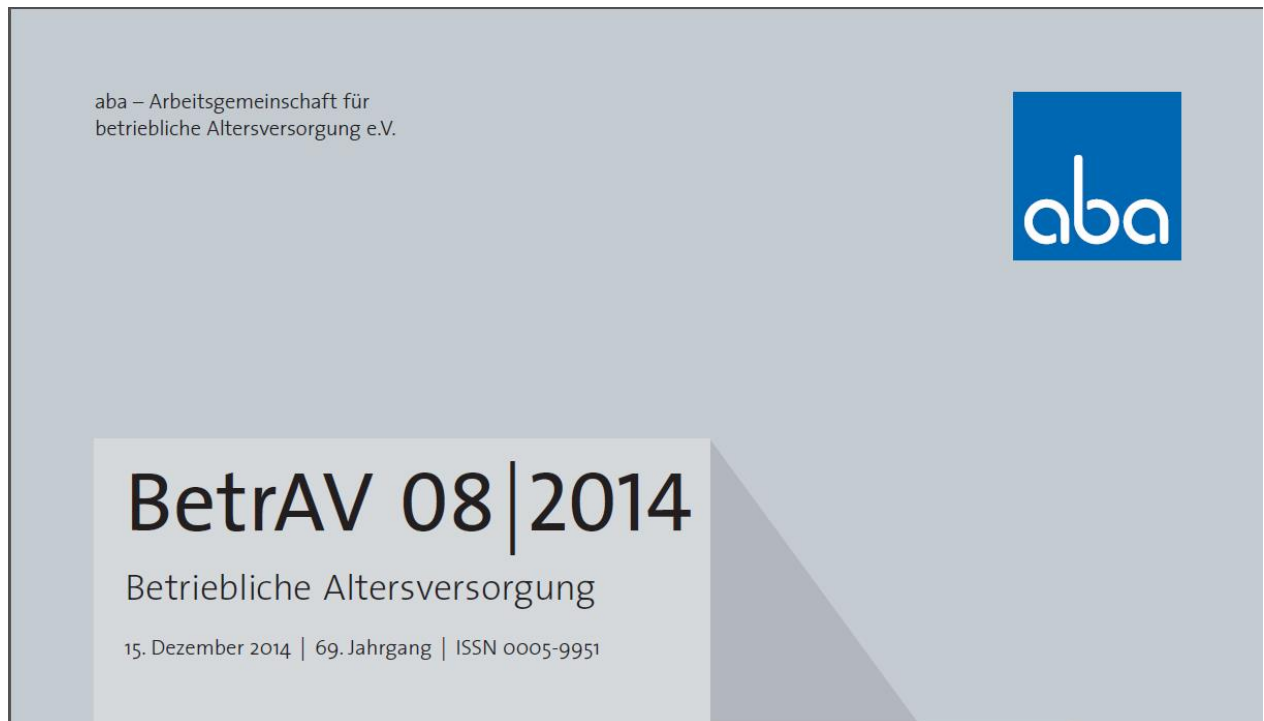 aba – Arbeitsgemeinschaft für
betriebliche Altersversorgung e.V.
aba
BetrAV 08|2014
Betriebliche Altersversorgung
15. Dezember 2014 | 69. Jahrgang | ISSN 0005-9951